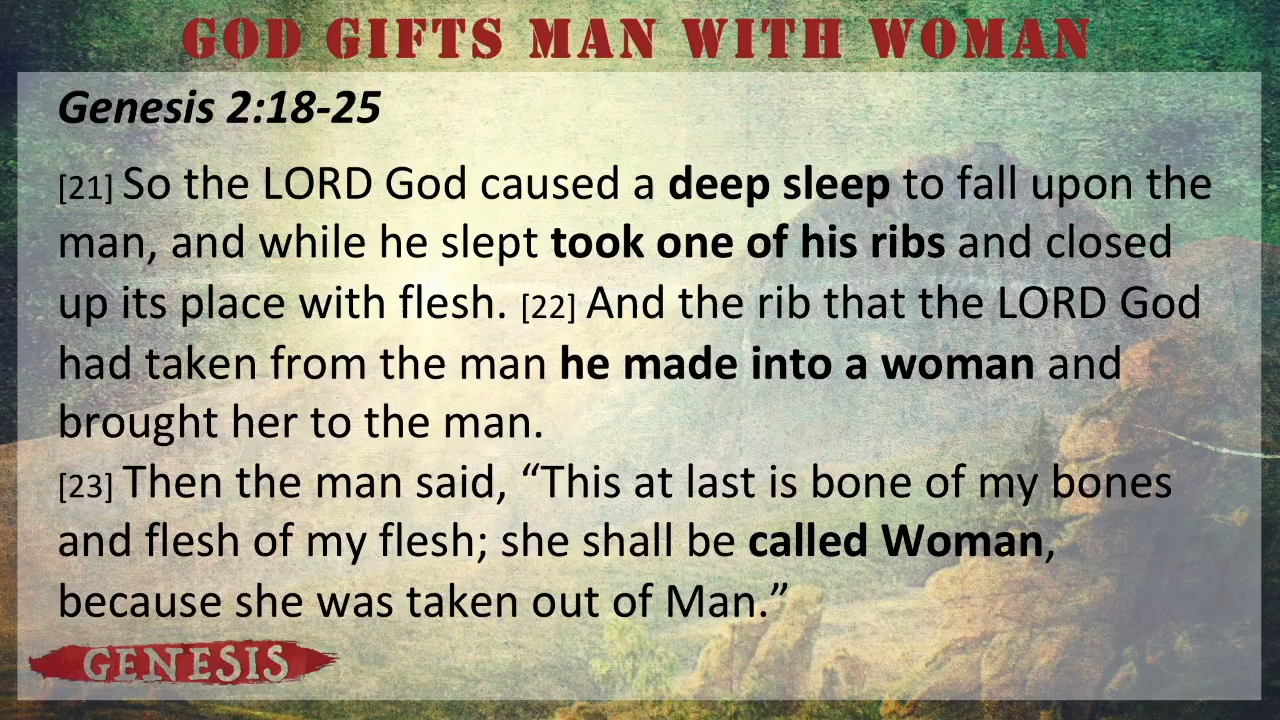 GOD GIFTS MAN WITH WOMAN
Genesis 2:18-25
[21] So the LORD God caused a deep sleep to fall upon the
man, and while he slept took one of his ribs and closed
up its place with flesh. [22] And the rib that the LORD God
had taken from the man he made into a woman and
brought her to the man.
[23] Then the man said, “This at last is bone of my bones
and flesh of my flesh; she shall be called Woman,
because she was taken out of Man.”
GENESIS